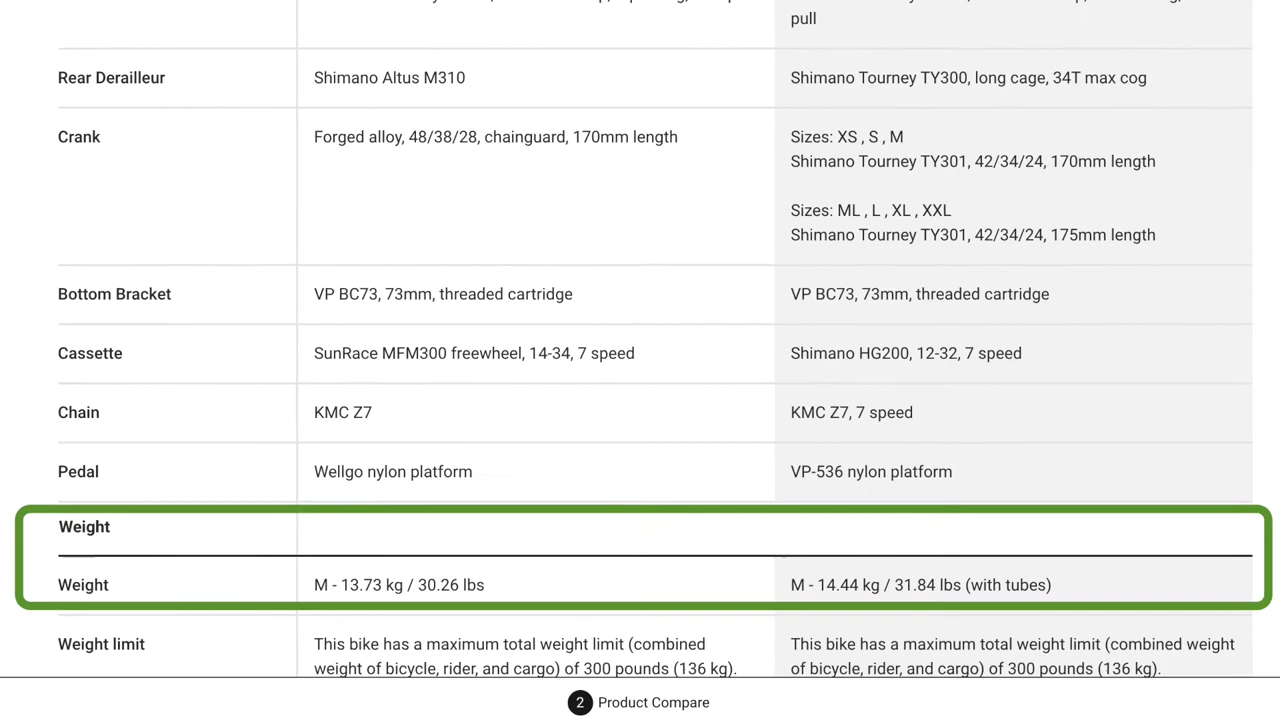 pull
Rear Derailleur
Shimano Altus M310
Shimano Tourney TY300, long cage, 34T max cog
Crank
Forged alloy, 48/38/28, chainguard, 170mm length
Sizes: XS , S , M
Shimano Tourney TY301, 42/34/24, 170mm length
Sizes: ML , L , XL , XXL
Shimano Tourney TY301, 42/34/24, 175mm length
Bottom Bracket
VP BC73, 73mm, threaded cartridge
VP BC73, 73mm, threaded cartridge
Cassette
SunRace MFM300 freewheel, 14-34, 7 speed
Shimano HG200, 12-32, 7 speed
Chain
KMC Z7
KMC Z7, 7 speed
Pedal
Wellgo nylon platform
VP-536 nylon platform
Weight
Weight
M - 13.73 kg / 30.26 lbs
M - 14.44 kg / 31.84 lbs (with tubes)
Weight limit
This bike has a maximum total weight limit (combined
weight of bicycle, rider, and cargo) of 300 pounds (136 kg).
This bike has a maximum total weight limit (combined weight
of bicycle, rider, and cargo) of 300 pounds (136 kg).
2 Product Compare